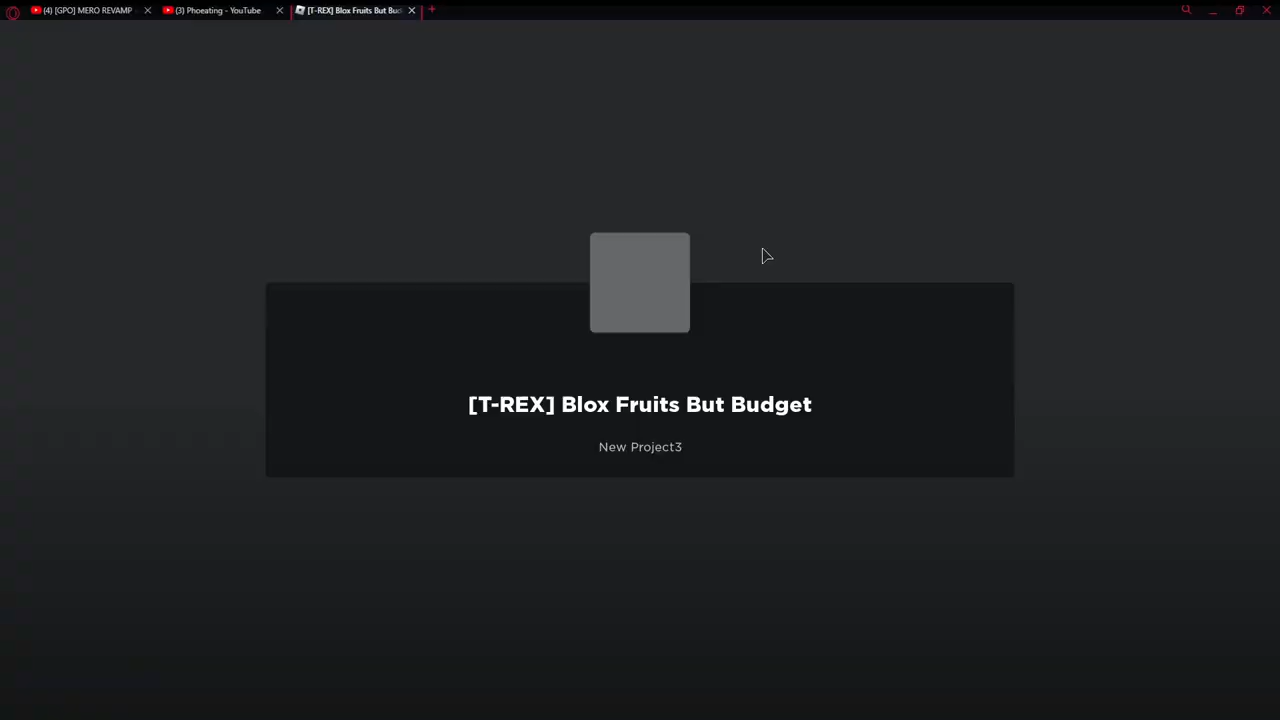 (4) [GPO] MERO REVAMP
(3) Phoeating - YouTube
[T-REX] Blox Fruits But Bud
[T-REX] Blox Fruits But Budget
New Project3